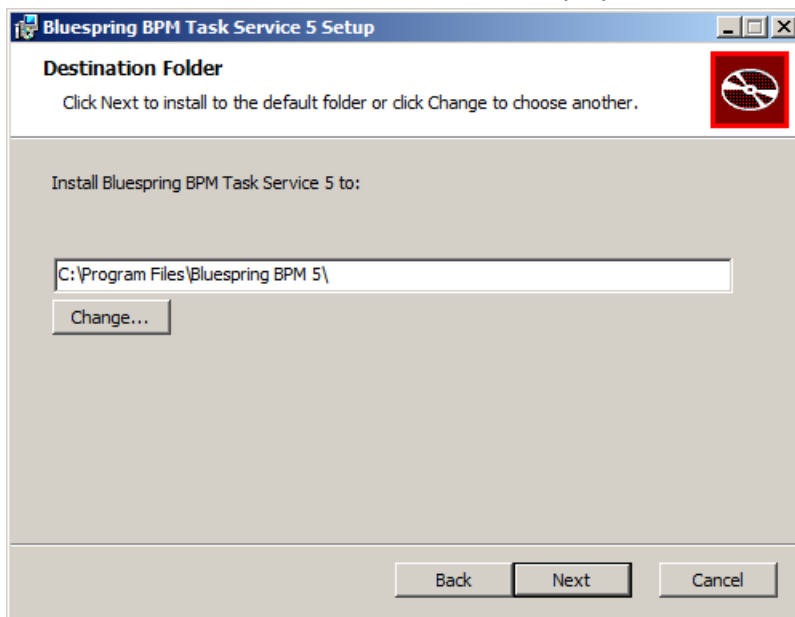 Bluespring BPM Task Service 5 Setup
Destination Folder
Click Next to install to the default folder or click Change to choose another.
Install Bluespring BPM Task Service 5 to:
C:\Program Files\Bluespring BPM 5\
Change...
Back Next Cancel